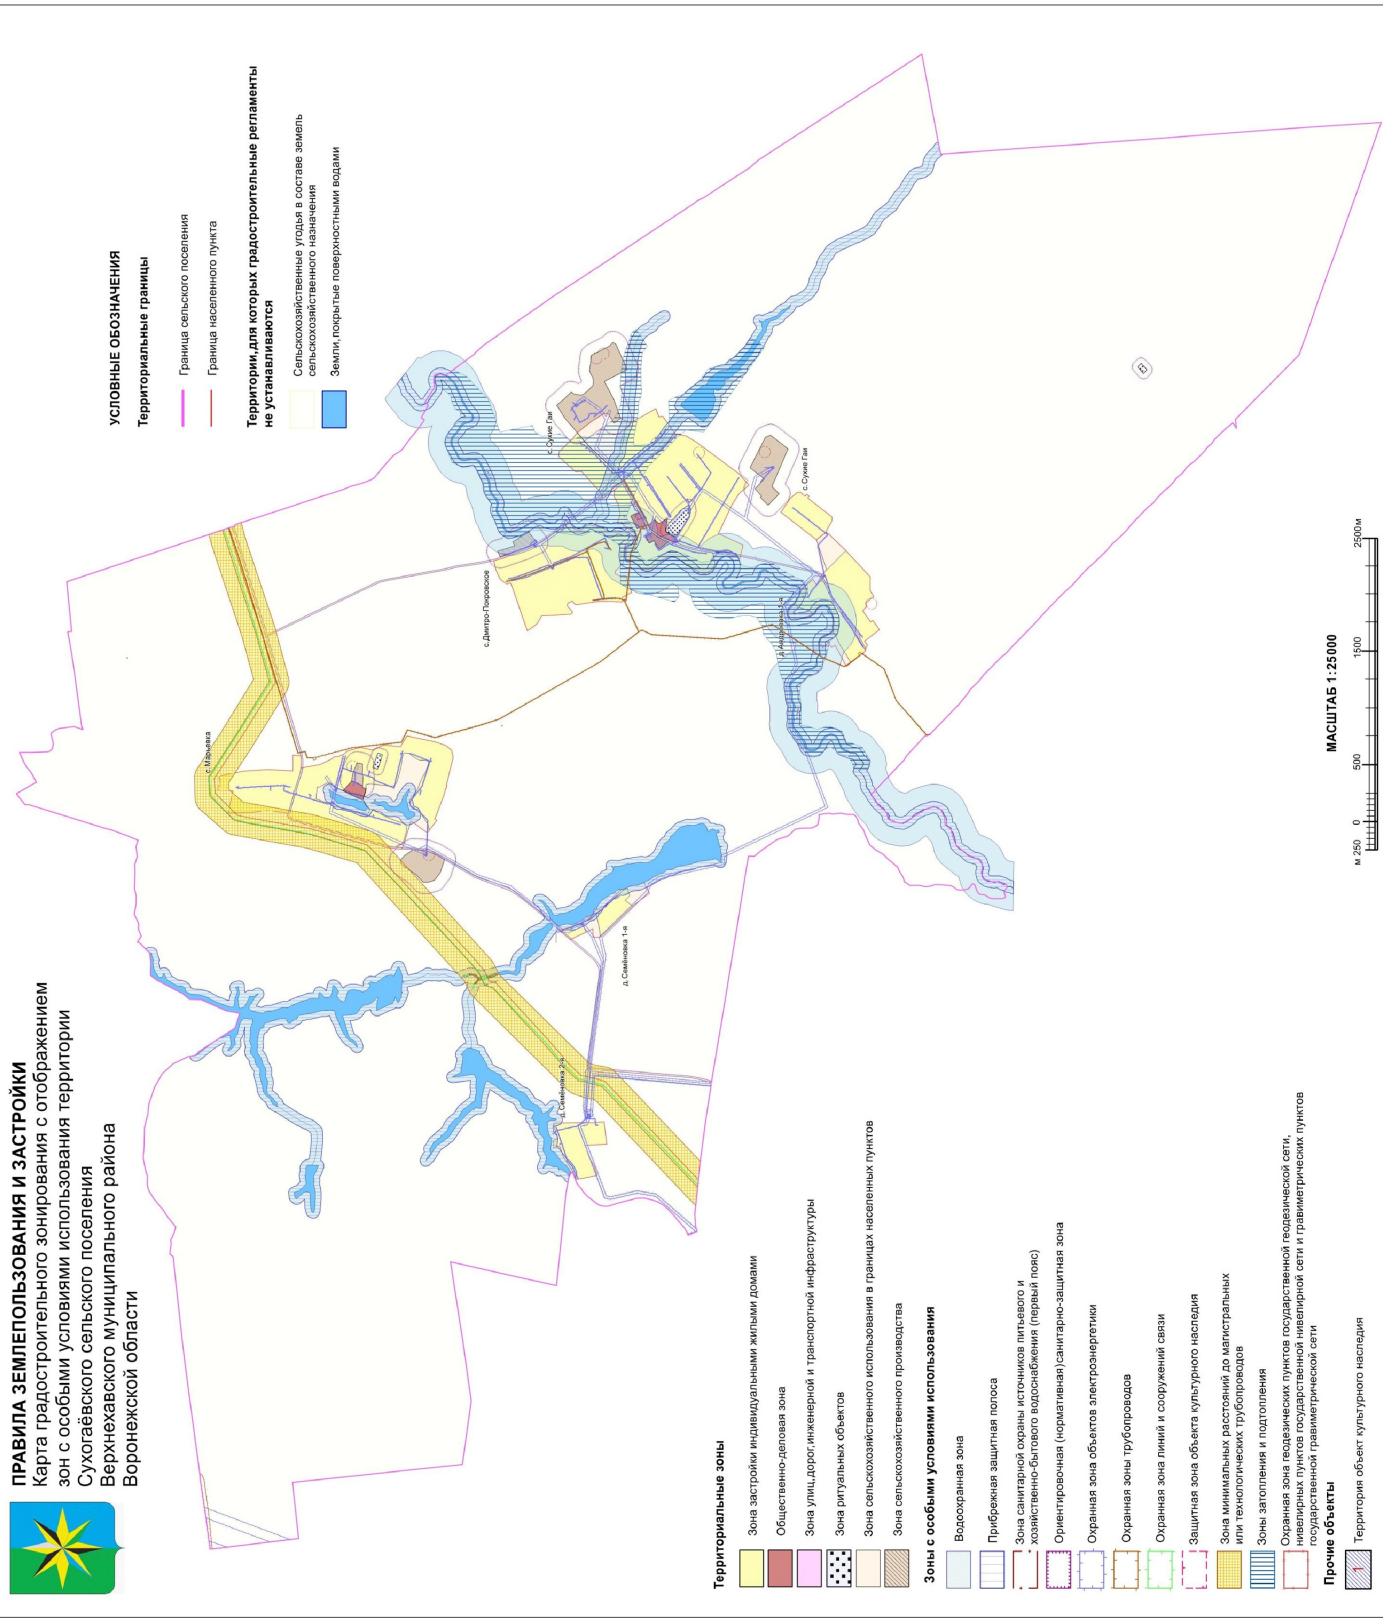 ПРАВИЛА ЗЕМЛЕПОЛЬЗОВАНИЯ И ЗАСТРОЙКИ
Карта градостроительного зонирования с отображением
зон с особыми условиями использования территории
Сухогаёвского сельского поселения
Верхнехавского муниципального района
Воронежской области
УСЛОВНЫЕ ОБОЗНАЧЕНИЯ
Территориальные границы
Граница сельского поселения
Граница населенного пункта
Территории,для которых градостроительные регламенты
не устанавливаются
Сельскохозяйственные угодья в составе земель
сельскохозяйственного назначения
Земли,покрытые поверхностными водами
с.Марьевка
с.Дмитро-Покровское
с.Сухие Гаи
с.Сухие Гаи
д.Андреевка 1-я
д.Семёновка 1-я
д.Семёновка 2-я
Территориальные зоны
Зона застройки индивидуальными жилыми домами
Общественно-деловая зона
Зона улиц,дорог,инженерной и транспортной инфраструктуры
Зона ритуальных объектов
Зона сельскохозяйственного использования в границах населенных пунктов
Зона сельскохозяйственного производства
Зоны с особыми условиями использования
Водоохранная зона
Прибрежная защитная полоса
Зона санитарной охраны источников питьевого и
хозяйственно-бытового водоснабжения (первый пояс)
Ориентировочная (нормативная)санитарно-защитная зона
Охранная зона объектов электроэнергетики
Охранная зоны трубопроводов
Охранная зона линий и сооружений связи
Защитная зона объекта культурного наследия
Зона минимальных расстояний до магистральных
или технологических трубопроводов
Зоны затопления и подтопления
Охранная зона геодезических пунктов государственной геодезической сети,
нивелирных пунктов государственной нивелирной сети и гравиметрических пунктов
государственной гравиметрической сети
Прочие объекты
1
Территория объект культурного наследия
МАСШТАБ 1:25000
м 250 0 500 1500 2500м